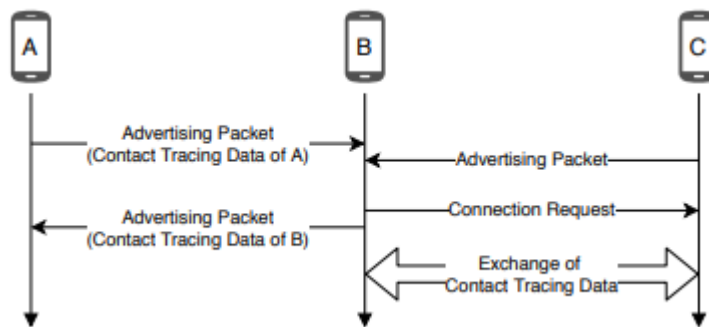 A
B
C
Advertising Packet
(Contact Tracing Data of A)
Advertising Packet
Advertising Packet
(Contact Tracing Data of B)
Connection Request
Exchange of
Contact Tracing Data